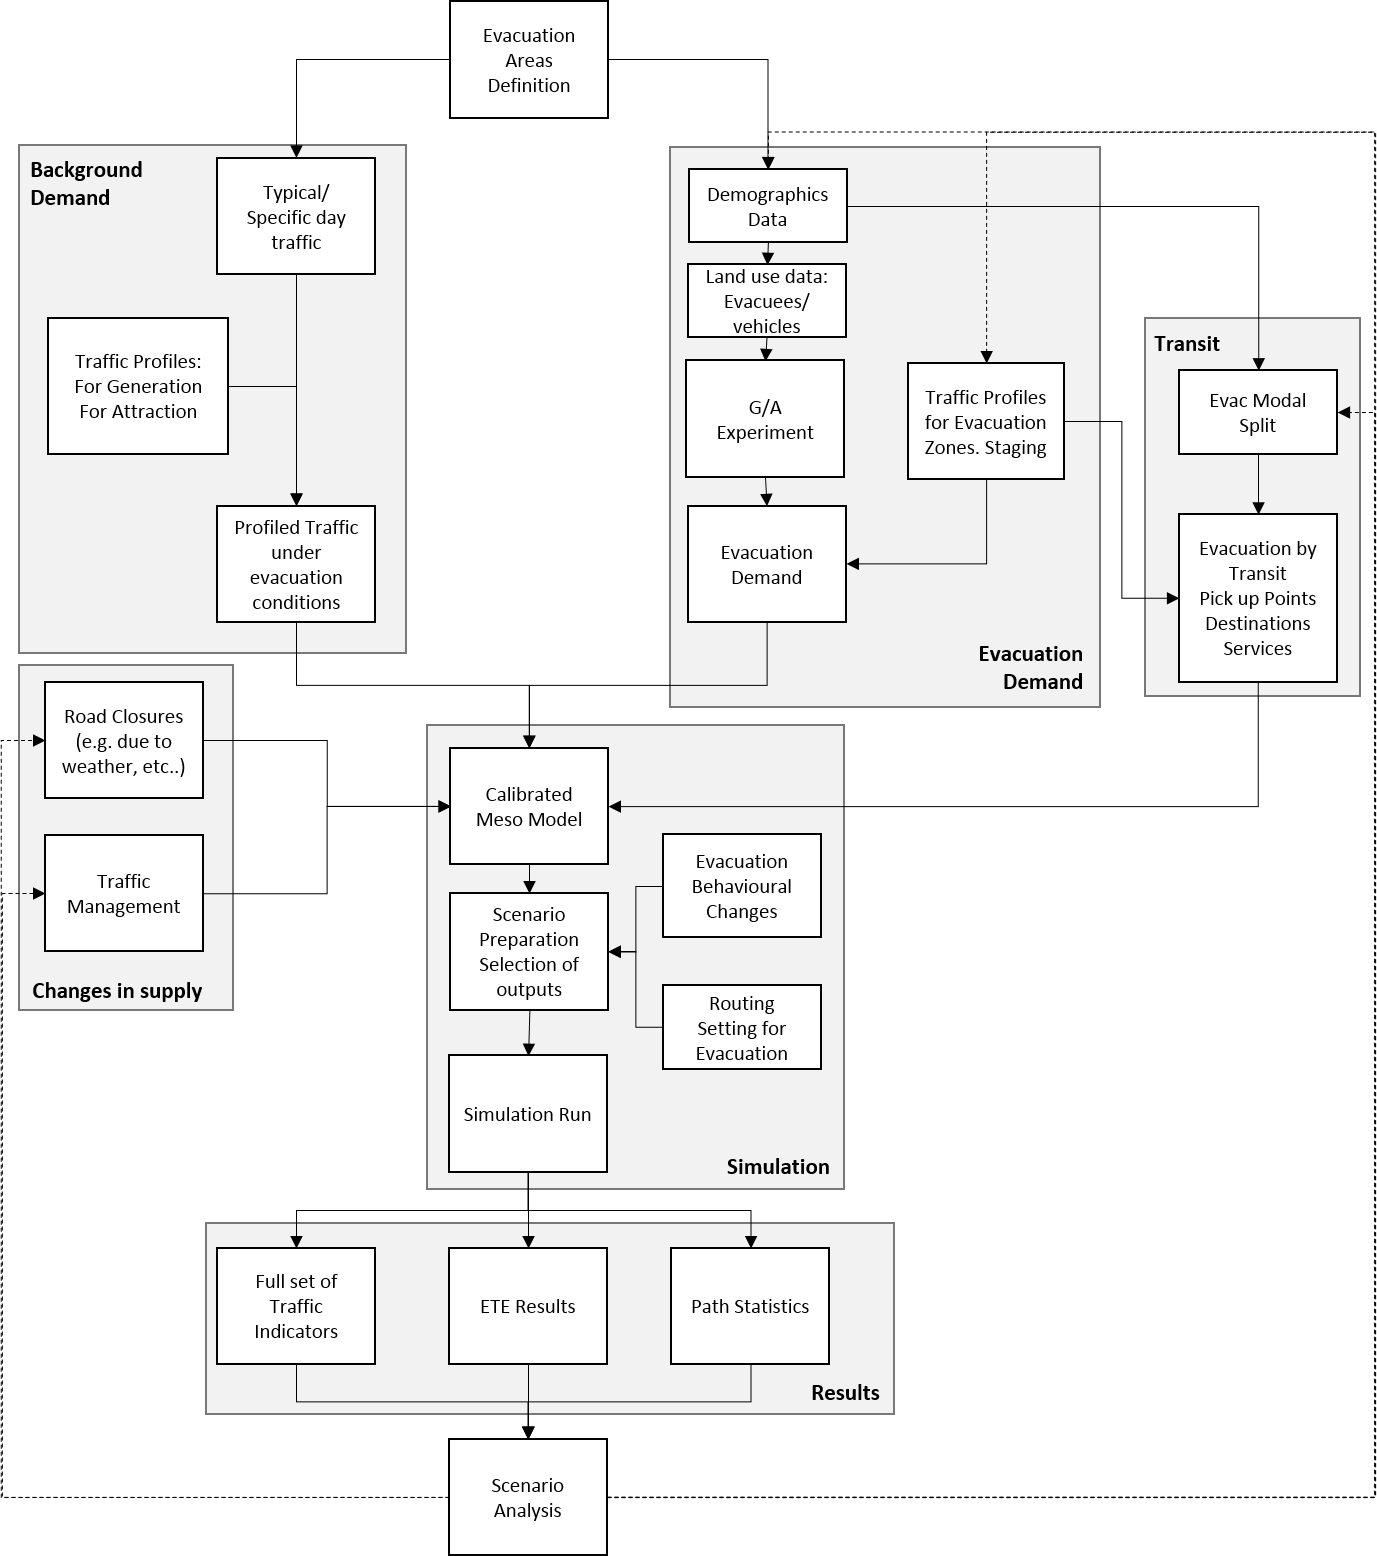 Evacuation
Areas
Definition
Background
Demand
Typical/
Specific day
traffic
Traffic Profiles:
For Generation
For Attraction
Profiled Traffic
under
evacuation
conditions
Demographics
Data
Land use data:
Evacuees/
vehicles
G/A
Experiment
Evacuation
Demand
Traffic Profiles
for Evacuation
Zones. Staging
Evacuation
Demand
Transit
Evac Modal
Split
Evacuation by
Transit
Pick up Points
Destinations
Services
Road Closures
(e.g. due to
weather, etc..)
Traffic
Management
Changes in supply
Calibrated
Meso Model
Evacuation
Behavioural
Changes
Scenario
Preparation
Selection of
outputs
Routing
Setting for
Evacuation
Simulation Run
Simulation
Full set of
Traffic
Indicators
ETE Results
Path Statistics
Results
Scenario
Analysis